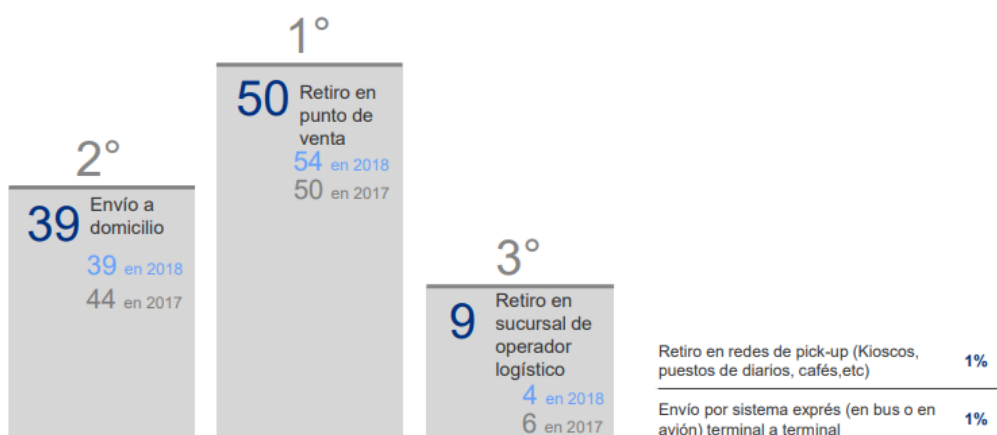 1°
50 Retiro en
punto de
venta
54 en 2018
50 en 2017
2°
39 Envío a
domicilio
39 en 2018
44 en 2017
3°
9 Retiro en
sucursal de
operador
logístico
4 en 2018
6 en 2017
Retiro en redes de pick-up (Kioscos,
puestos de diarios, cafés,etc) 1%
Envío por sistema exprés (en bus o en
avión) terminal a terminal 1%